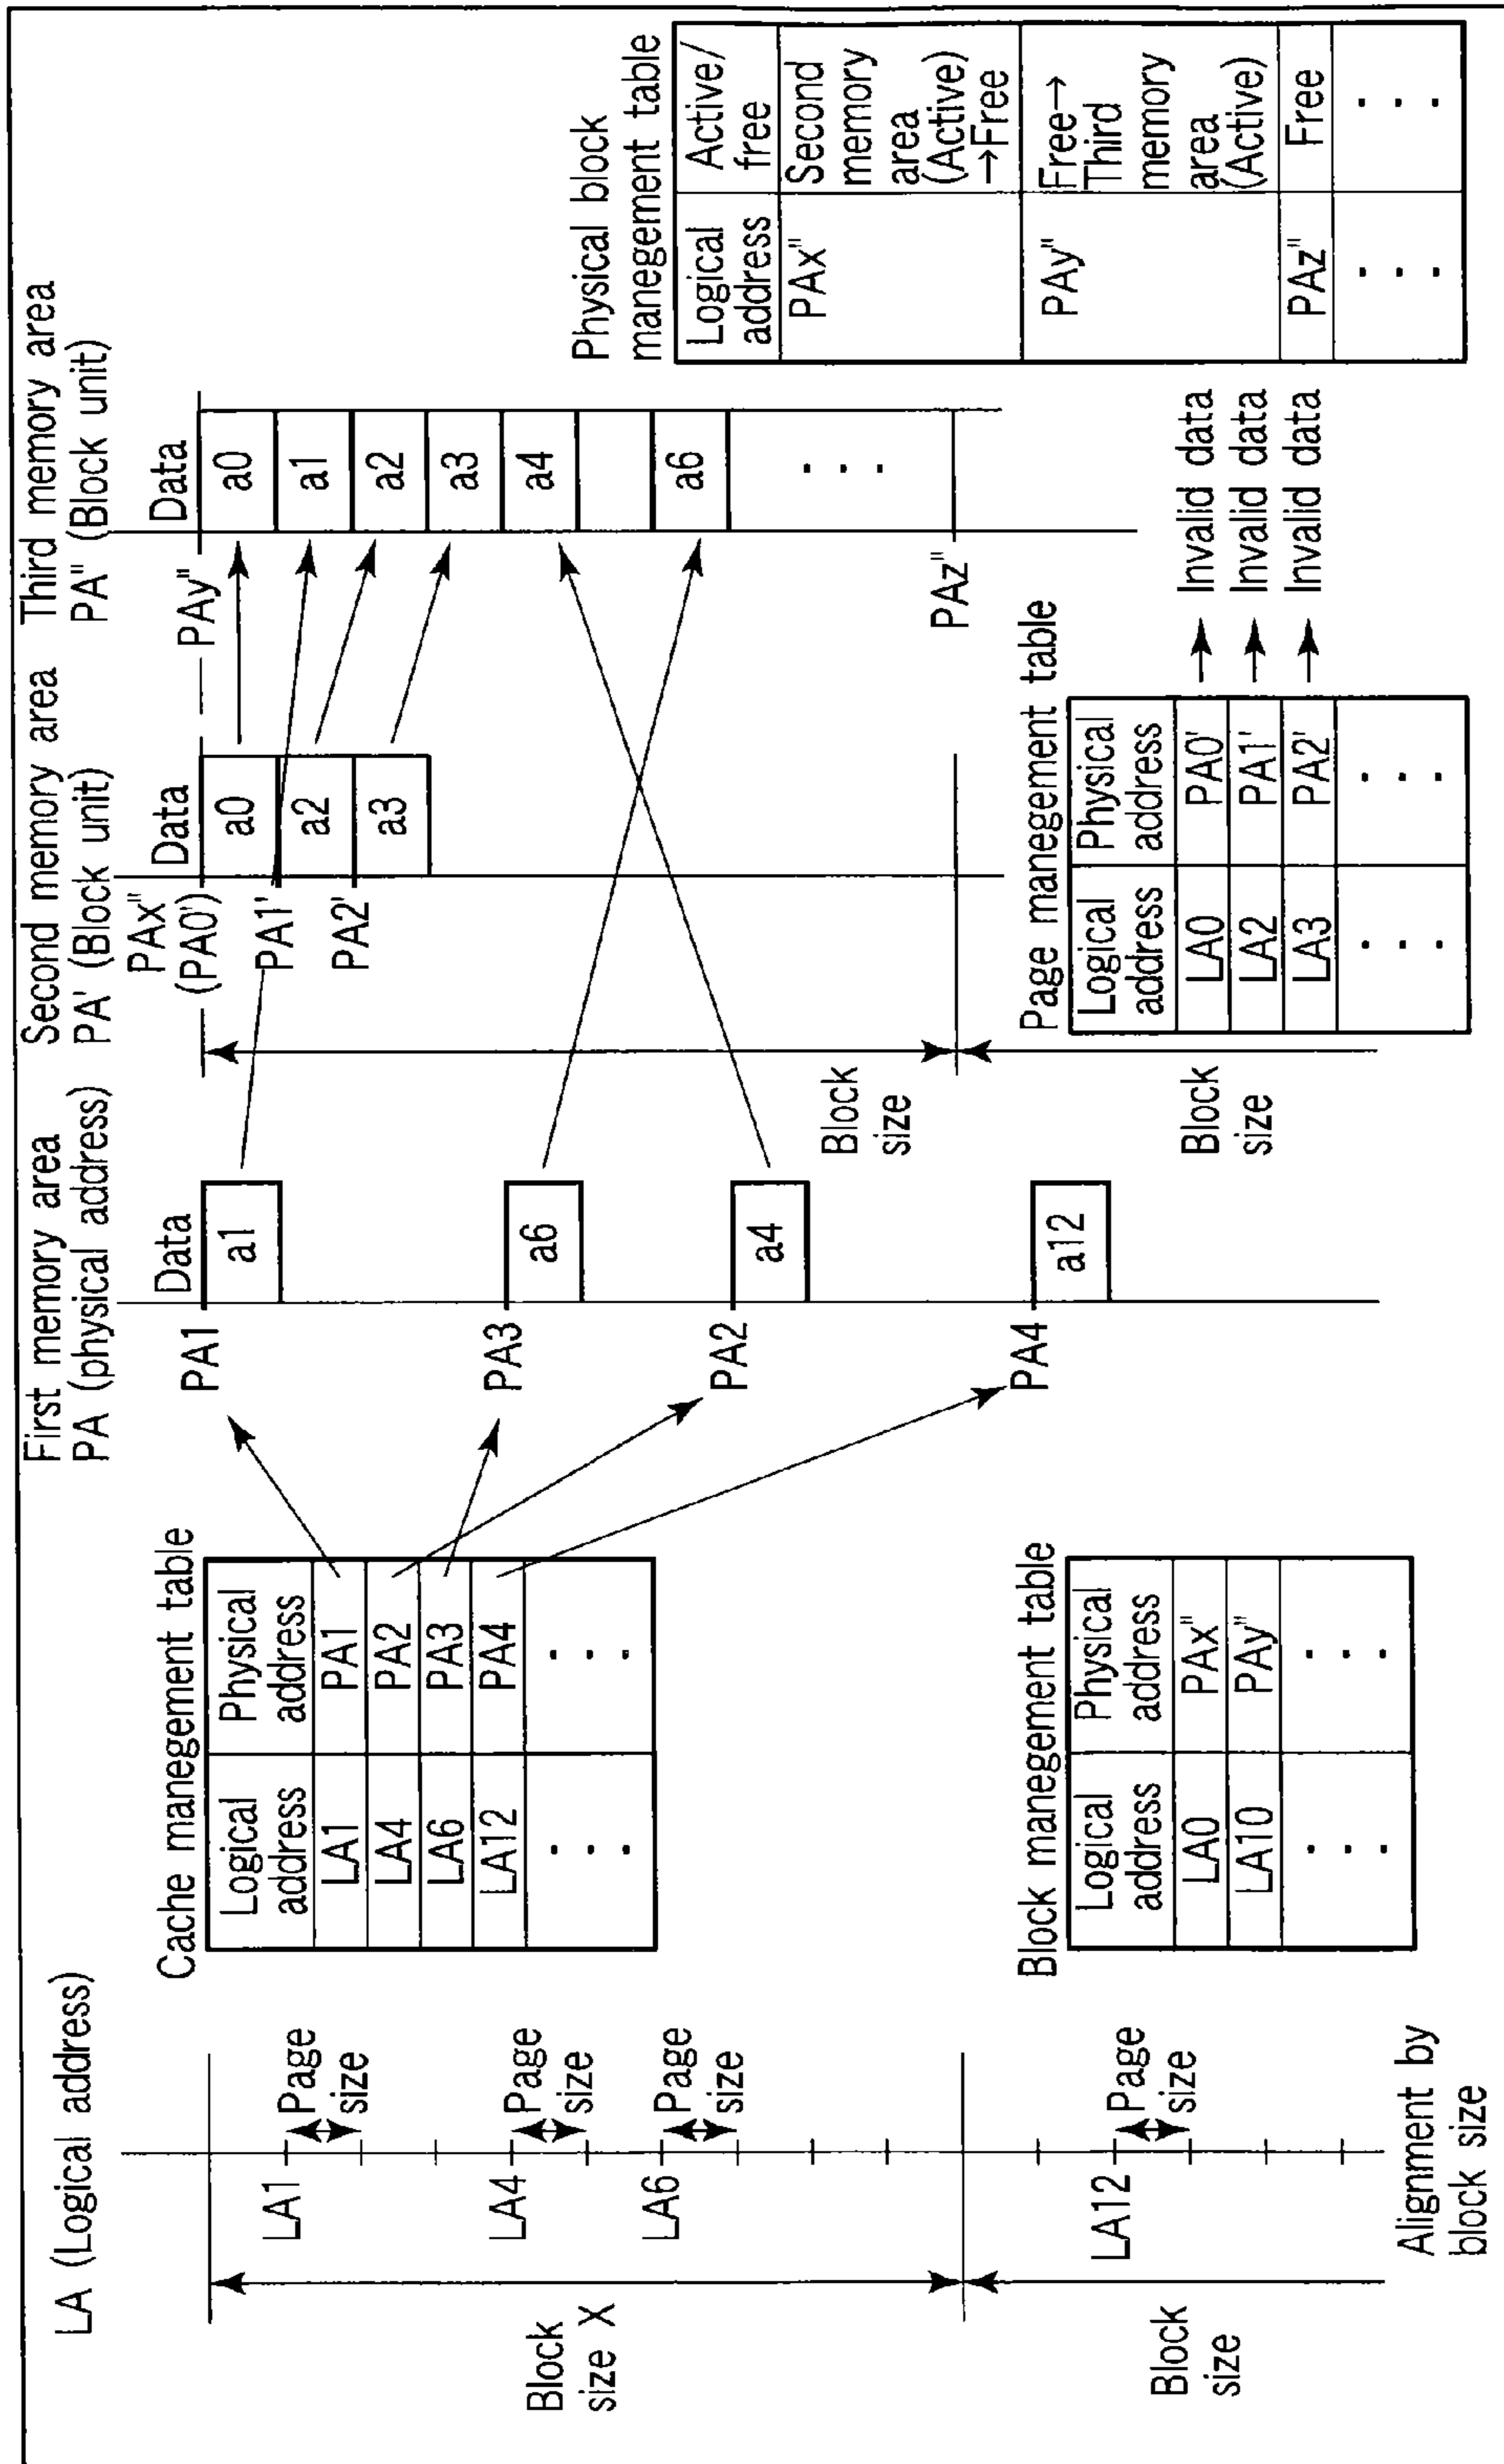 LA (Logical address)
LA1
Page
size
LA4
Page
size
LA6
Page
size
Block
size X
LA12
Page
size
Block
size
Alignment by
block size
Cache manegement table
Logical
address
Physical
address
LA1 PA1
LA4 PA2
LA6 PA3
LA12 PA4
. . .
. . .
Block manegement table
Logical
address
Physical
address
LA0 PAx"
LA10 PAy"
. . .
. . .
First memory area
PA (physical address)
Data
PA1
a1
PA3
a6
PA2
a4
PA4
a12
Second memory area
PA' (Block unit)
PAx"
(PA0')
Data
a0
PA1'
a2
PA2'
a3
Block
size
Block
size
Page manegement table
Logical
address
Physical
address
LA0 PA0' → Invalid data
LA2 PA1' → Invalid data
LA3 PA2' → Invalid data
. . .
. . .
Third memory area
PA" (Block unit)
Data
PAy"
a0
a1
a2
a3
a4
a6
. . .
PAz"
Physical block
manegement table
Logical
address
Active/
free
PAx"
Second
memory
area
(Active)
→Free
PAy"
Free→
Third
memory
area
(Active)
PAz" Free
. . .
. . .